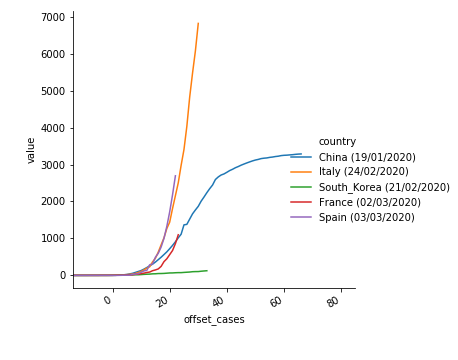 7000
6000
5000
4000
3000
2000
1000
0
value
0
20
40
60
80
offset_cases
country
China (19/01/2020)
Italy (24/02/2020)
South_Korea (21/02/2020)
France (02/03/2020)
Spain (03/03/2020)